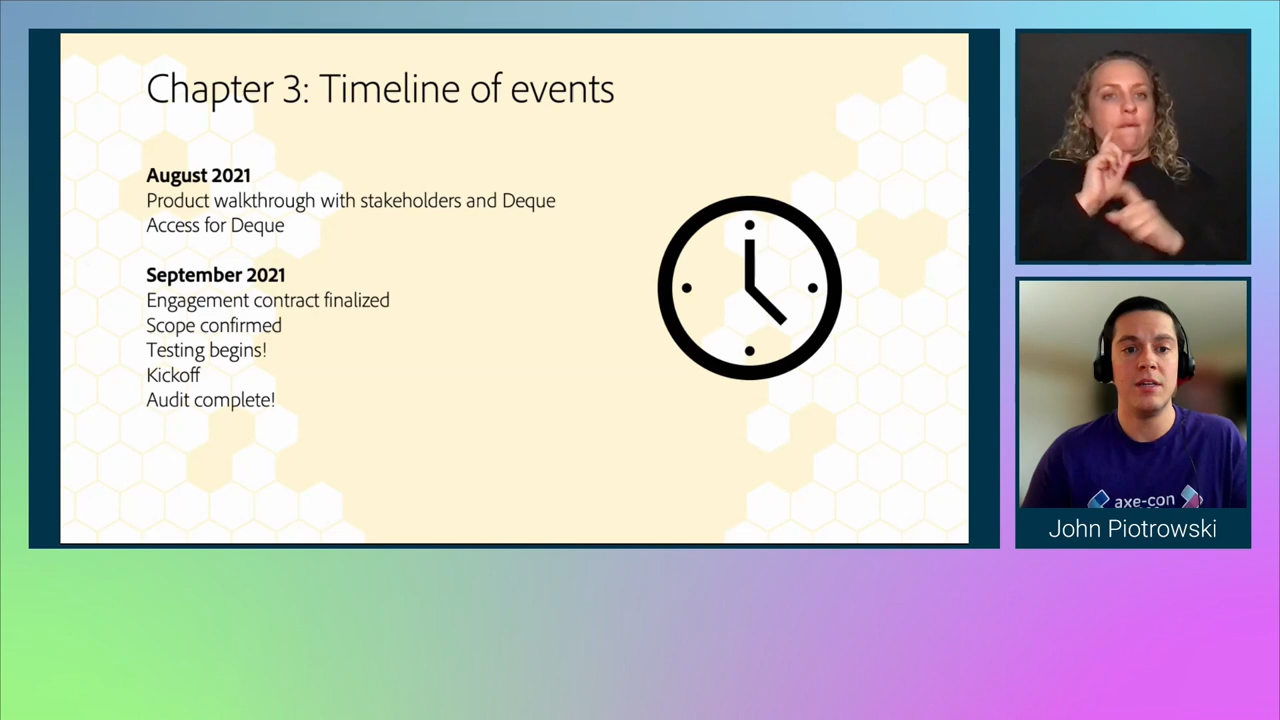 Chapter 3: Timeline of events
August 2021
Product walkthrough with stakeholders and Deque
Access for Deque
September 2021
Engagement contract finalized
Scope confirmed
Testing begins!
Kickoff
Audit complete!
axe-con
John Piotrowski